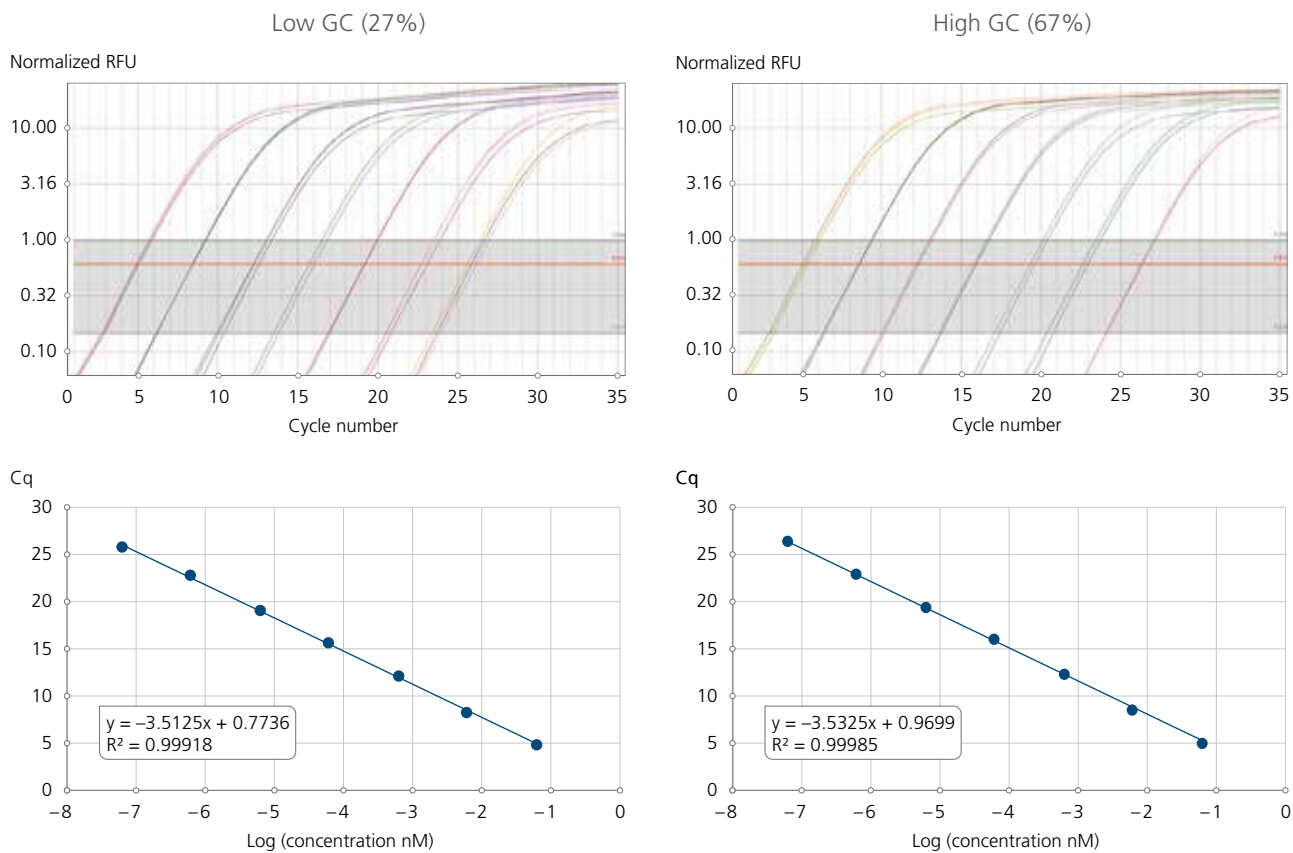 Low GC (27%)
Normalized RFU
10.00
3.16
1.00
0.32
0.10
0 5 10 15 20 25 30 35
Cycle number
High GC (67%)
Normalized RFU
10.00
3.16
1.00
0.32
0.10
0 5 10 15 20 25 30 35
Cycle number
Cq
30
25
20
15
10
5
0
y = –3.5125x + 0.7736
R² = 0.99918
–8 –7 –6 –5 –4 –3 –2 –1 0
Log (concentration nM)
Cq
30
25
20
15
10
5
0
y = –3.5325x + 0.9699
R² = 0.99985
–8 –7 –6 –5 –4 –3 –2 –1 0
Log (concentration nM)